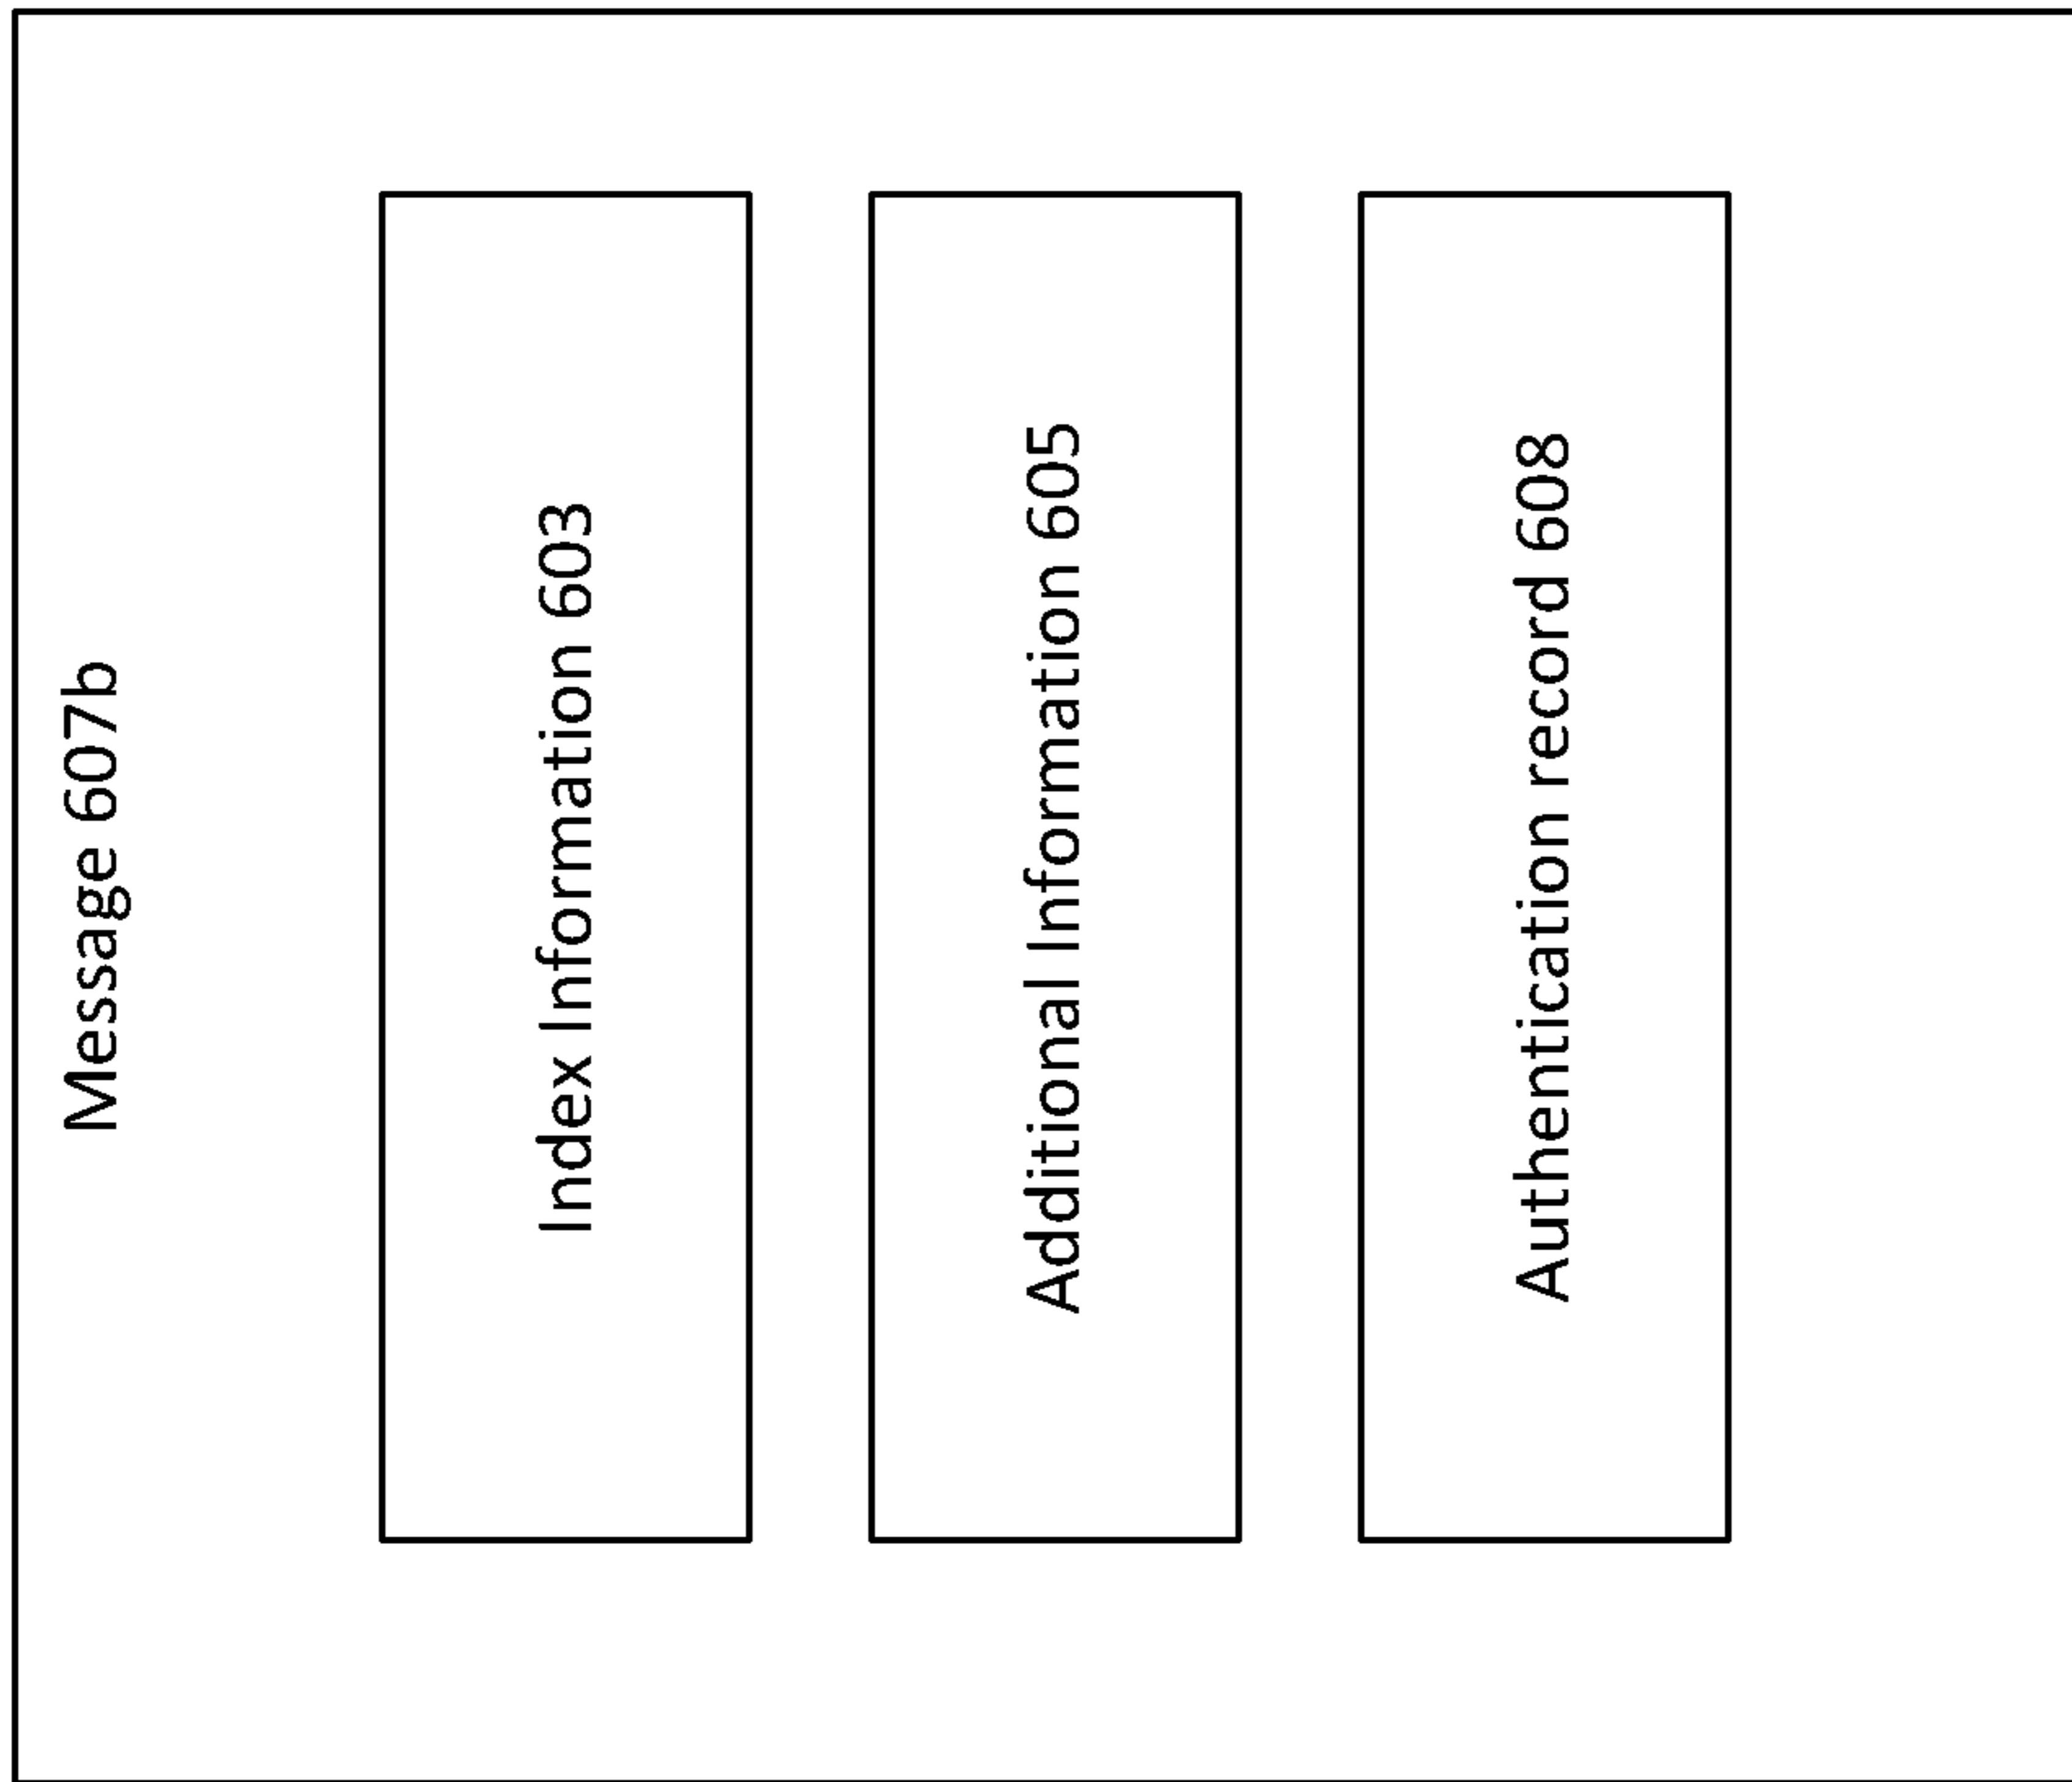 Message 607b
Index Information 603
Additional Information 605
Authentication record 608